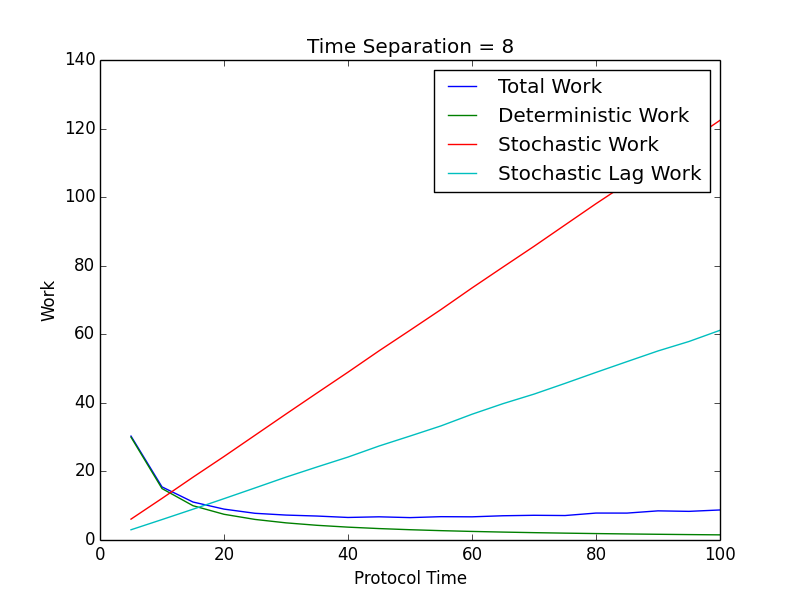 Time Separation = 8
140
120
100
80
60
40
20
0
Work
Total Work
Deterministic Work
Stochastic Work
Stochastic Lag Work
0 20 40 60 80 100
Protocol Time